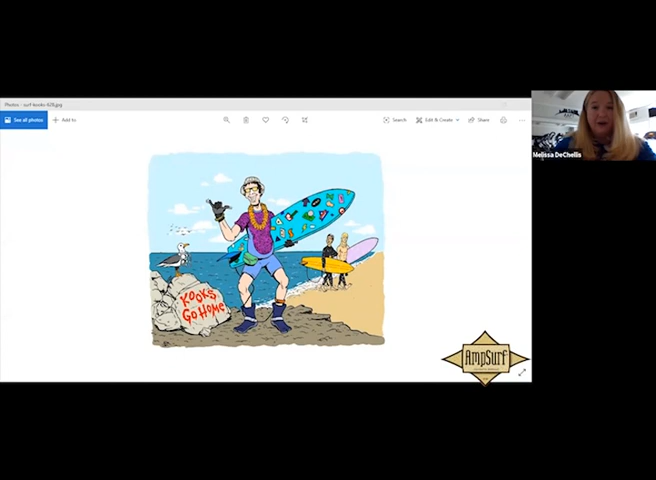 Photos - surf-kooks-678.jpg
See all photos
Add to
Search
Edit & Create
Share
Print
Melissa DeChellis
KOOKS
GO HOME
AmpSurf